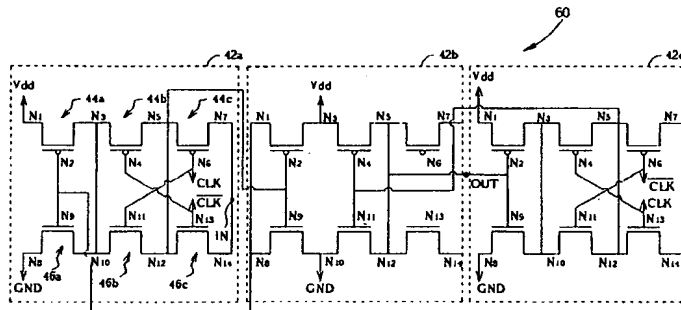 60
42a
42b
42c
Vdd
44a
44b
44c
Vdd
Vdd
N1 N3 N5 N7
N1 N3 N5 N7
N1 N3 N5 N7
N2 N4 N6
N2 N4 N6
N2 N4 N6
CLK
CLK
OUT
CLK
CLK
N9 N11 N13
N9 N11 N13
N9 N11 N13
IN
N8 N10 N12 N14
N8 N10 N12 N14
N8 N10 N12 N14
46a
46b
46c
GND
GND
GND